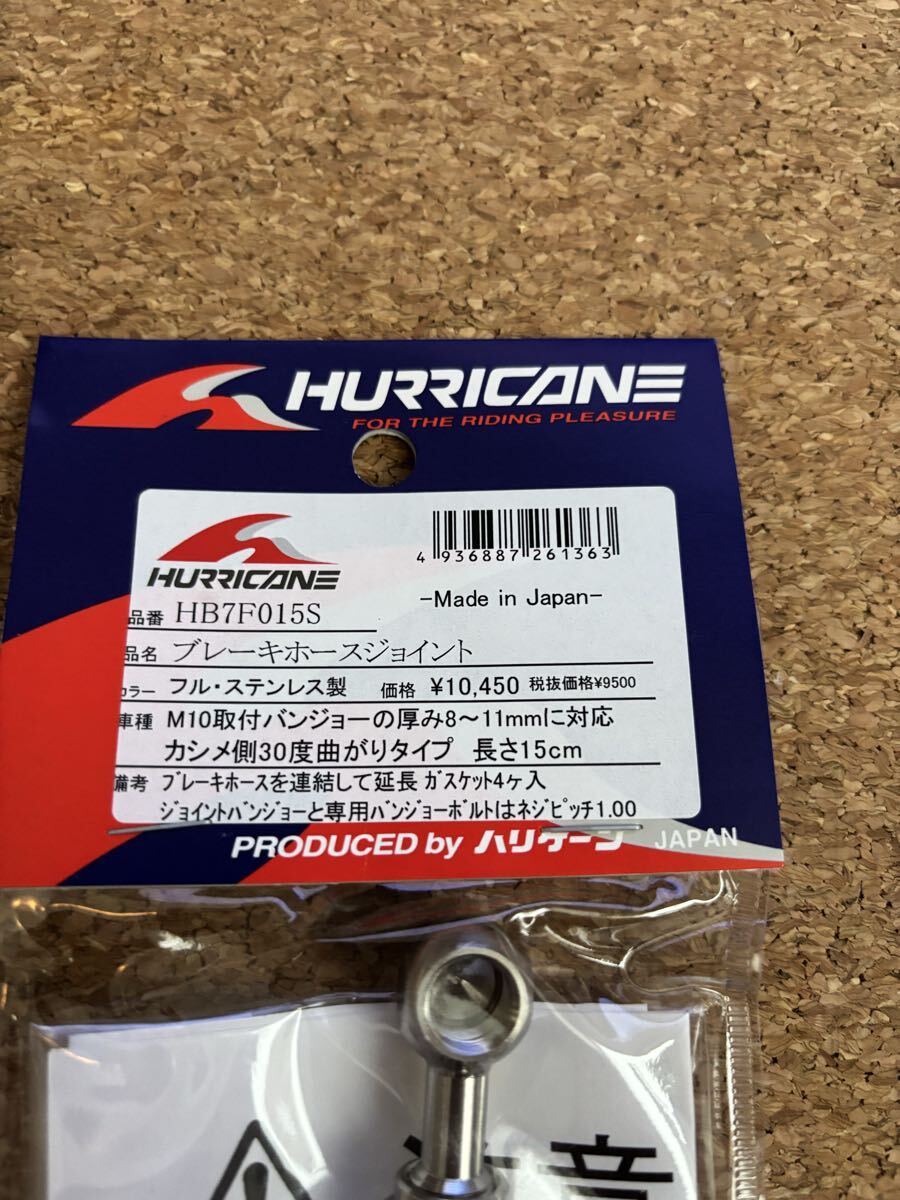 HURRICANE
FOR THE RIDING PLEASURE
HURRICANE
4 936887 261363
-Made in Japan-
品番 HB7F015S
品名 ブレーキホースジョイント
カラー フル・ステンレス製 価格 ¥10,450 税抜価格¥9500
車種 M10取付バンジョーの厚み8～11mmに対応
カシメ側30度曲がりタイプ 長さ15cm
備考 ブレーキホースを連結して延長 ガスケット4ヶ入
ジョイントバンジョーと専用バンジョーボルトはネジピッチ1.00
PRODUCED by ハリケーン JAPAN
注意